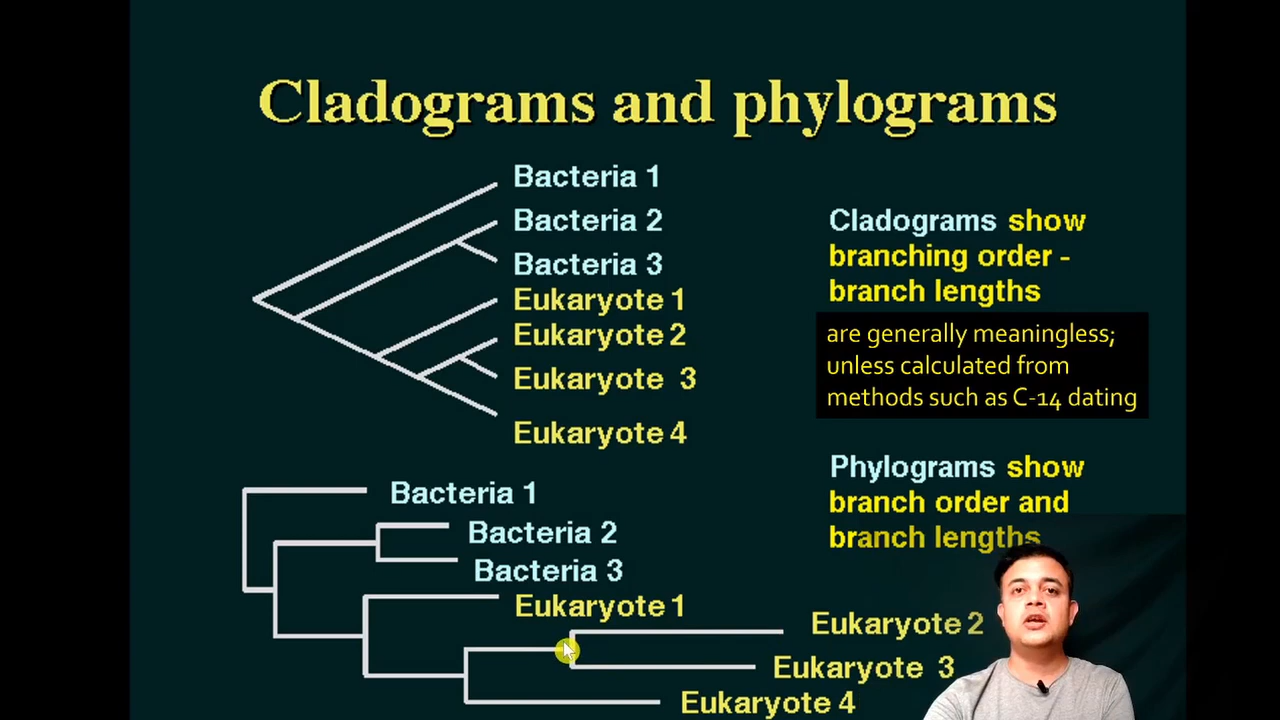 Cladograms and phylograms
Bacteria 1
Bacteria 2
Bacteria 3
Eukaryote 1
Eukaryote 2
Eukaryote 3
Eukaryote 4
Cladograms show
branching order -
branch lengths
are generally meaningless;
unless calculated from
methods such as C-14 dating
Phylograms show
branch order and
branch lengths
Bacteria 1
Bacteria 2
Bacteria 3
Eukaryote 1
Eukaryote 2
Eukaryote 3
Eukaryote 4